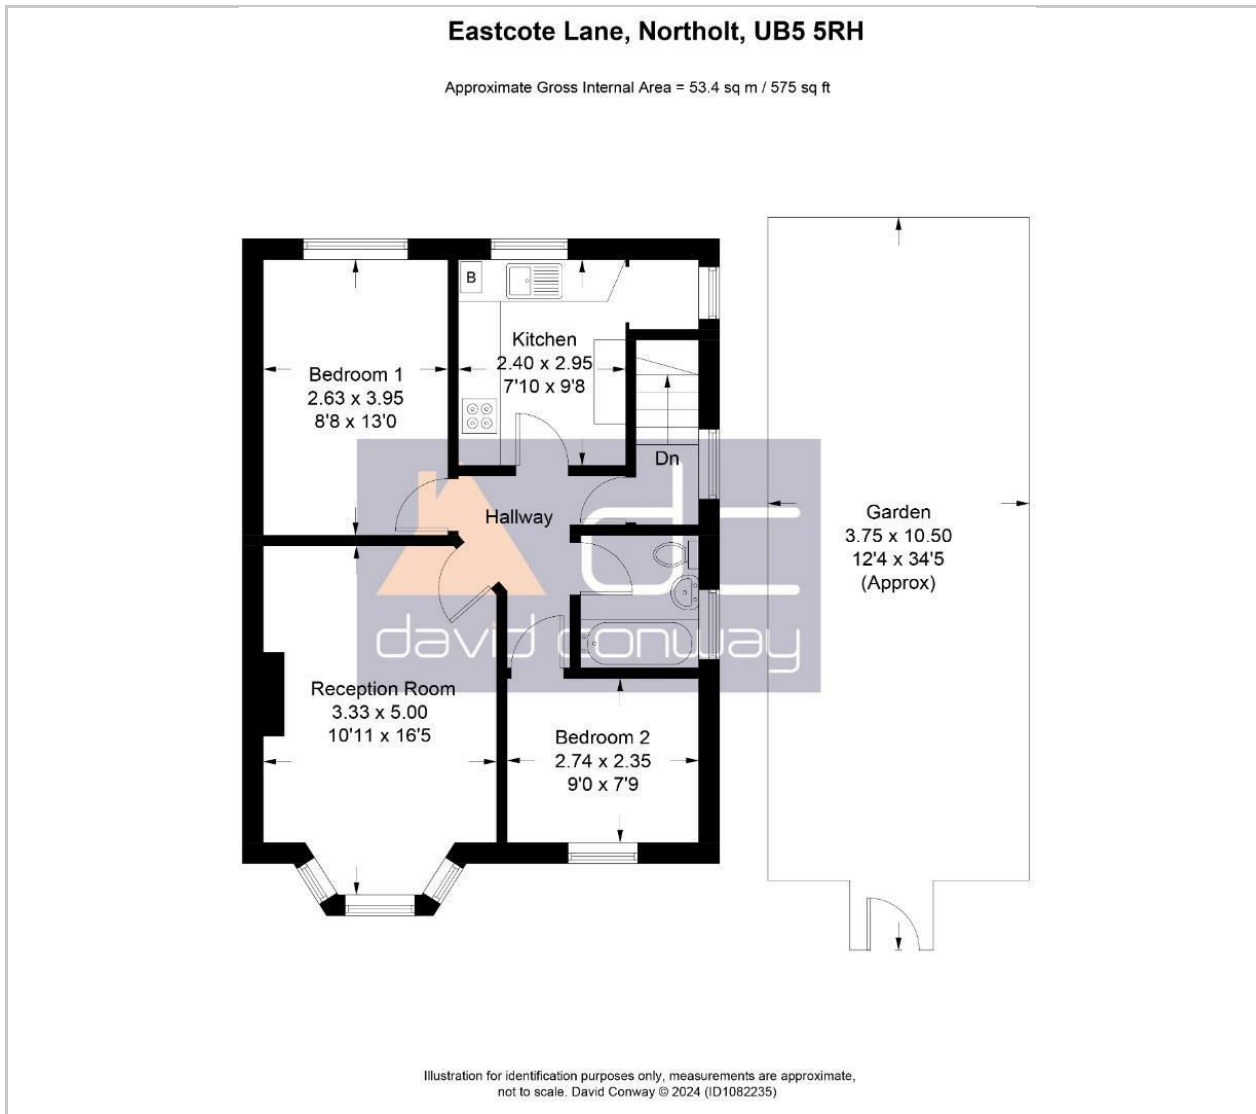 Eastcote Lane, Northolt, UB5 5RH
Approximate Gross Internal Area = 53.4 sq m / 575 sq ft
B
Kitchen
2.40 x 2.95
7'10 x 9'8
Bedroom 1
2.63 x 3.95
8'8 x 13'0
Dn
Hallway
Garden
3.75 x 10.50
12'4 x 34'5
(Approx)
dc
david conway
Reception Room
3.33 x 5.00
10'11 x 16'5
Bedroom 2
2.74 x 2.35
9'0 x 7'9
Illustration for identification purposes only, measurements are approximate,
not to scale. David Conway © 2024 (ID1082235)